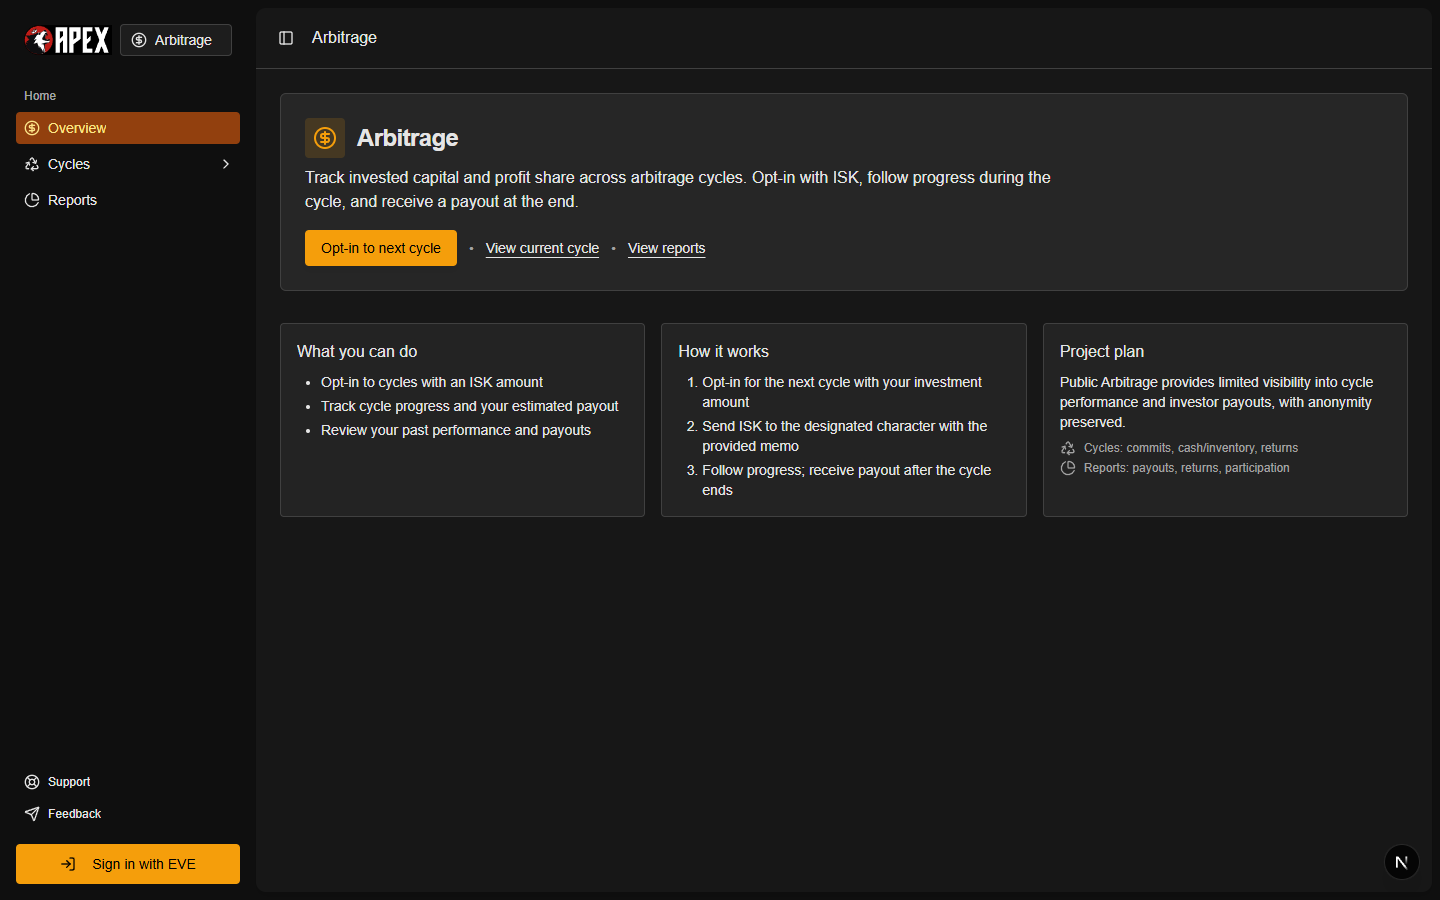 APEX
Arbitrage
Home
Overview
Cycles
Reports
Support
Feedback
Sign in with EVE
Arbitrage
Arbitrage
Track invested capital and profit share across arbitrage cycles. Opt-in with ISK, follow progress during the
cycle, and receive a payout at the end.
Opt-in to next cycle • View current cycle • View reports
What you can do
• Opt-in to cycles with an ISK amount
• Track cycle progress and your estimated payout
• Review your past performance and payouts
How it works
1. Opt-in for the next cycle with your investment
amount
2. Send ISK to the designated character with the
provided memo
3. Follow progress; receive payout after the cycle
ends
Project plan
Public Arbitrage provides limited visibility into cycle
performance and investor payouts, with anonymity
preserved.
Cycles: commits, cash/inventory, returns
Reports: payouts, returns, participation
N